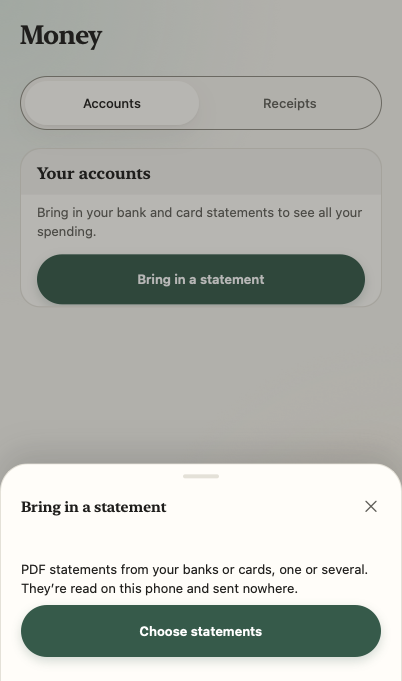 Money
Accounts
Receipts
Your accounts
Bring in your bank and card statements to see all your
spending.
Bring in a statement
Bring in a statement
PDF statements from your banks or cards, one or several.
They’re read on this phone and sent nowhere.
Choose statements